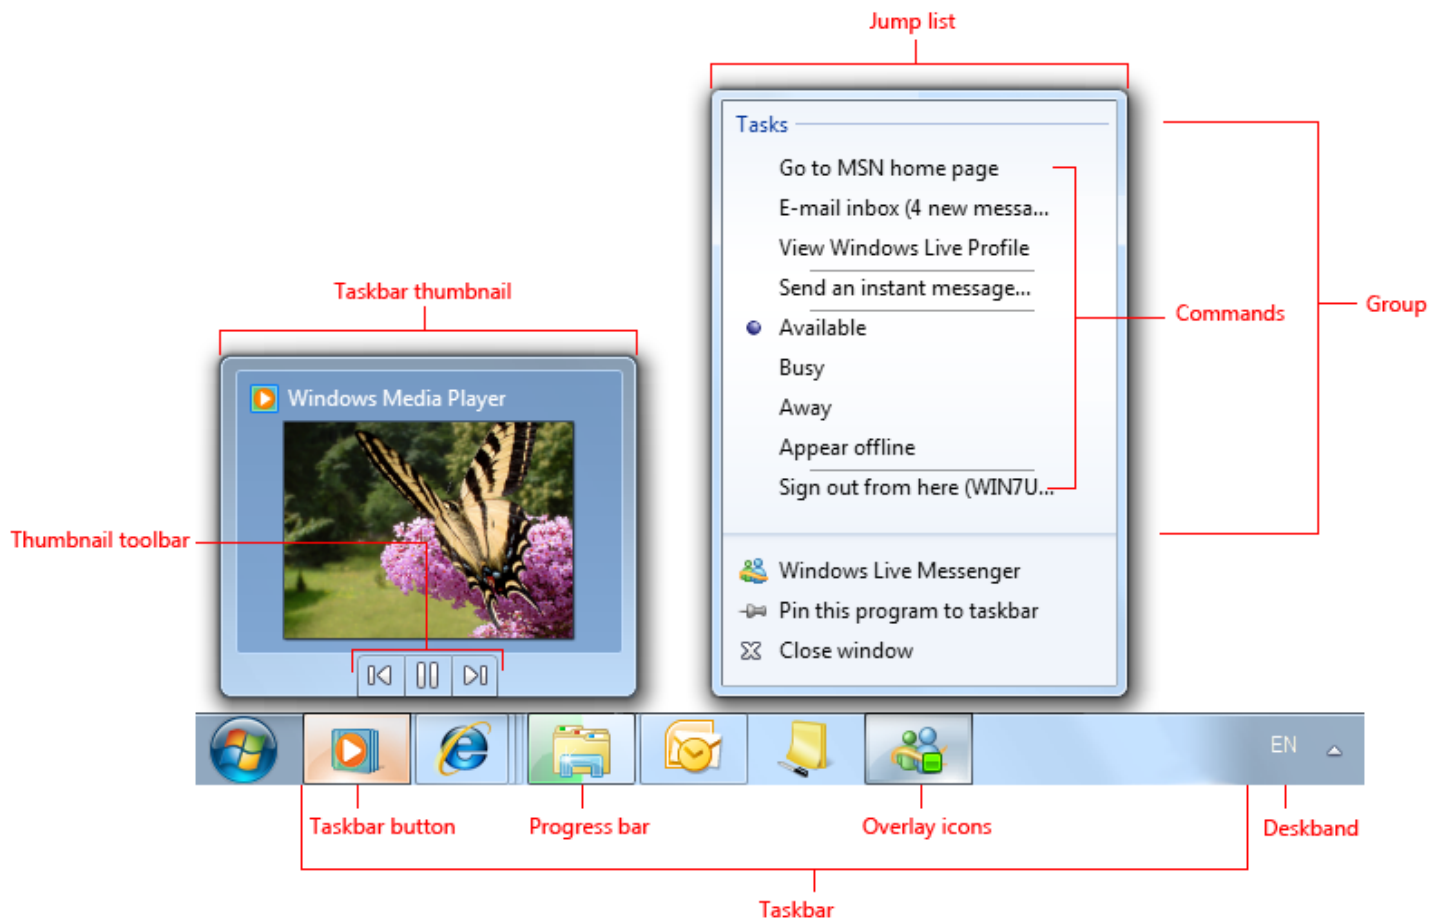 Jump list
Tasks
Go to MSN home page
E-mail inbox (4 new messa...
View Windows Live Profile
Send an instant message...
Available
Busy
Away
Appear offline
Sign out from here (WIN7U...
Windows Live Messenger
Pin this program to taskbar
Close window
Commands
Group
Taskbar thumbnail
Windows Media Player
Thumbnail toolbar
EN
Taskbar button
Progress bar
Overlay icons
Deskband
Taskbar